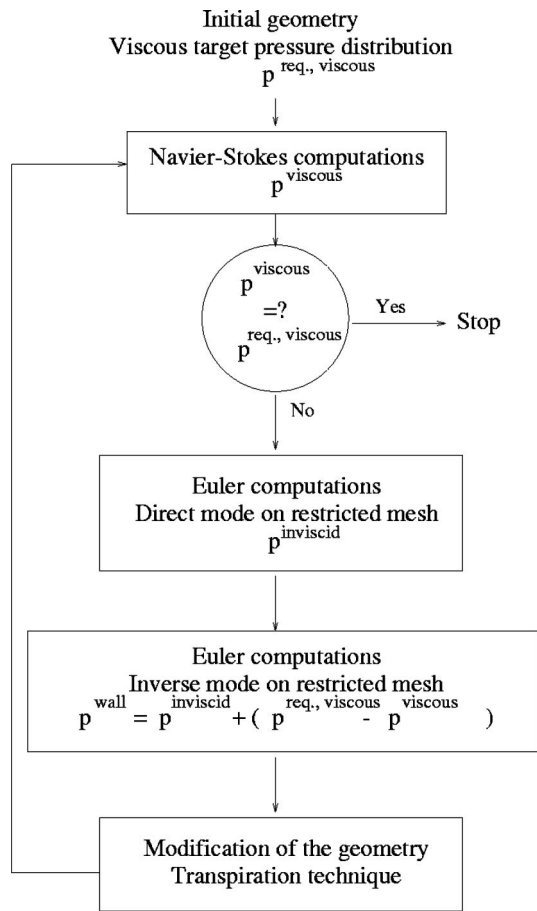 Initial geometry
Viscous target pressure distribution
p req., viscous
Navier-Stokes computations
p viscous
p viscous
=?
p req., viscous
Yes
Stop
No
Euler computations
Direct mode on restricted mesh
p inviscid
Euler computations
Inverse mode on restricted mesh
p wall = p inviscid + ( p req., viscous - p viscous )
Modification of the geometry
Transpiration technique